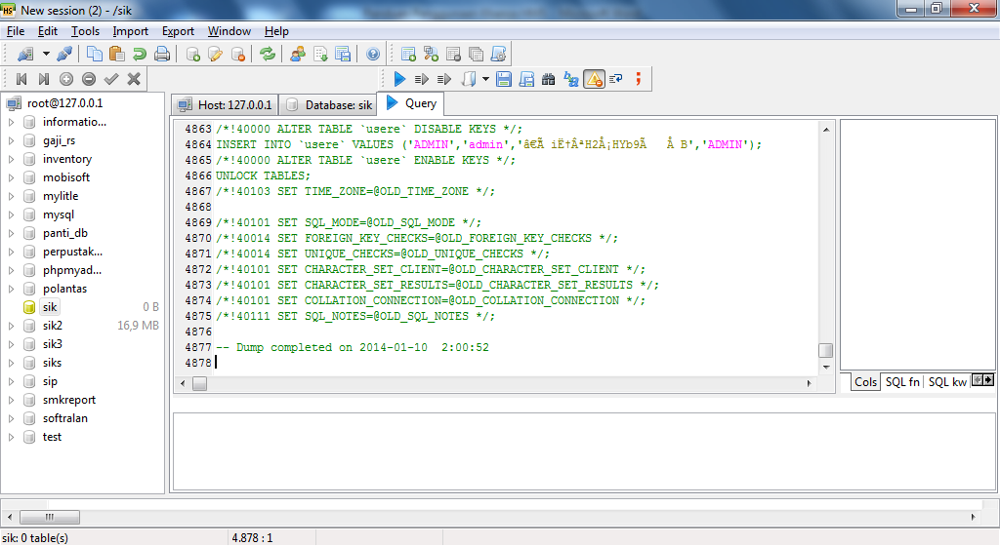 New session (2) - /sik
File Edit Tools Import Export Window Help
root@127.0.0.1
informatio...
gaji_rs
inventory
mobisoft
mylitle
mysql
panti_db
perpustak...
phpmyad...
polantas
sik 0 B
sik2 16,9 MB
sik3
siks
sip
smkreport
softralan
test
Host: 127.0.0.1 Database: sik Query
4863 /*!40000 ALTER TABLE `usere` DISABLE KEYS */;
4864 INSERT INTO `usere` VALUES ('ADMIN','admin','â€Ã iË†Âª­H2Â¡HYb9Ã Å B','ADMIN');
4865 /*!40000 ALTER TABLE `usere` ENABLE KEYS */;
4866 UNLOCK TABLES;
4867 /*!40103 SET TIME_ZONE=@OLD_TIME_ZONE */;
4868
4869 /*!40101 SET SQL_MODE=@OLD_SQL_MODE */;
4870 /*!40014 SET FOREIGN_KEY_CHECKS=@OLD_FOREIGN_KEY_CHECKS */;
4871 /*!40014 SET UNIQUE_CHECKS=@OLD_UNIQUE_CHECKS */;
4872 /*!40101 SET CHARACTER_SET_CLIENT=@OLD_CHARACTER_SET_CLIENT */;
4873 /*!40101 SET CHARACTER_SET_RESULTS=@OLD_CHARACTER_SET_RESULTS */;
4874 /*!40101 SET COLLATION_CONNECTION=@OLD_COLLATION_CONNECTION */;
4875 /*!40111 SET SQL_NOTES=@OLD_SQL_NOTES */;
4876
4877 -- Dump completed on 2014-01-10 2:00:52
4878
Cols SQL fn SQL kw
sik: 0 table(s) 4.878 : 1